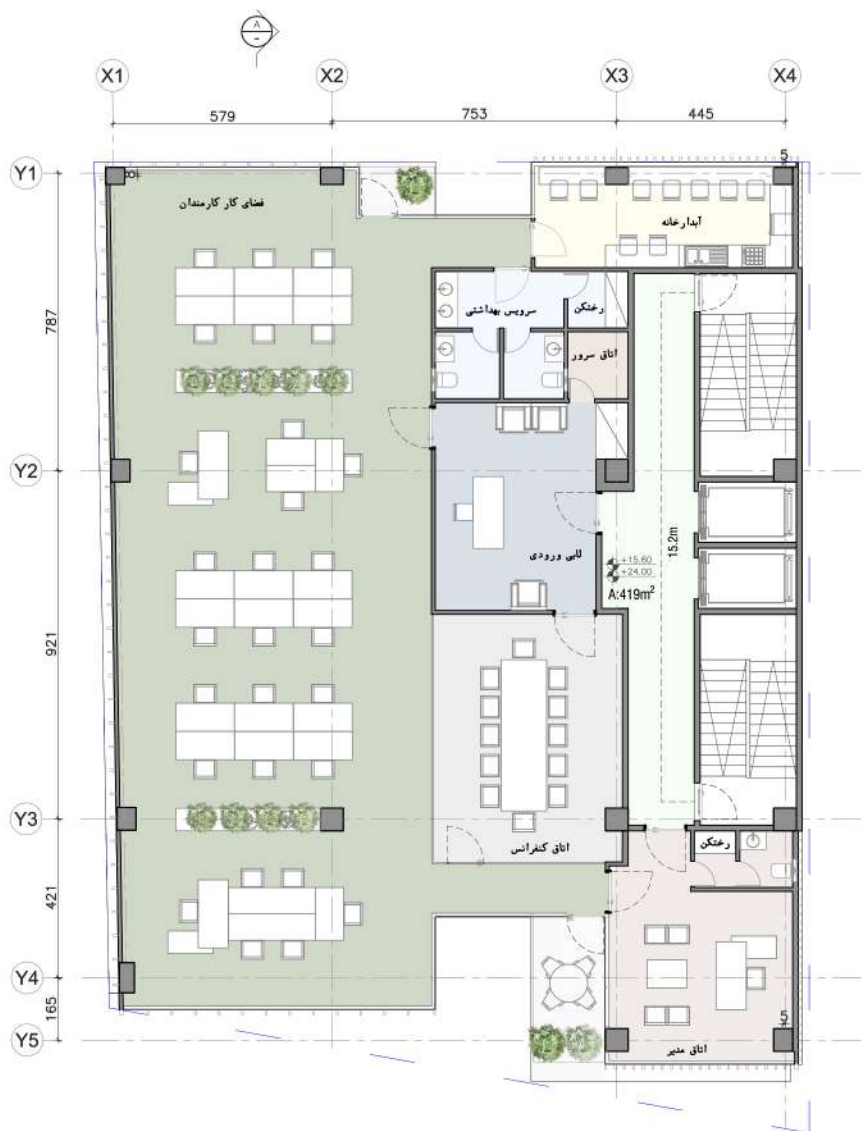 A
-
X1
X2
X3
X4
579
753
445
5
Y1
فضای کار کارمندان
آبدارخانه
787
سرویس بهداشتی
رختکن
اتاق سرور
Y2
لابی ورودی
15.2m
+15.60
+24.00
A:419m²
921
Y3
اتاق کنفرانس
رختکن
421
Y4
165
5
Y5
اتاق مدیر